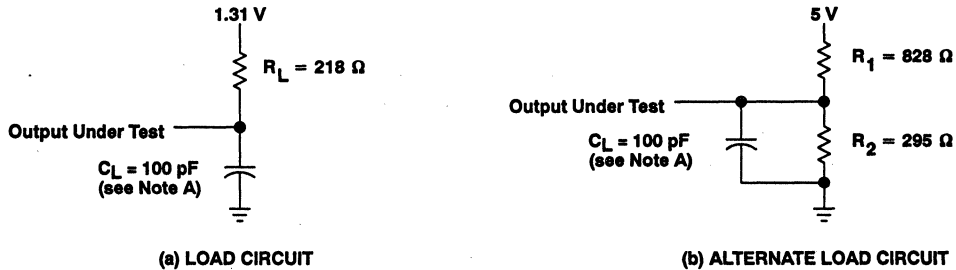 1.31 V
R_L = 218 Ω
Output Under Test
C_L = 100 pF
(see Note A)
(a) LOAD CIRCUIT
5 V
R_1 = 828 Ω
Output Under Test
C_L = 100 pF
(see Note A)
R_2 = 295 Ω
(b) ALTERNATE LOAD CIRCUIT